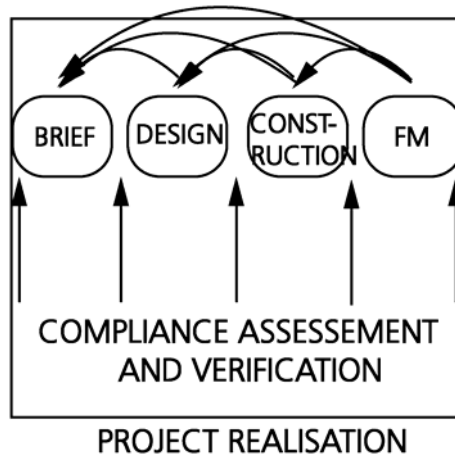 BRIEF
DESIGN
CONST-
RUCTION
FM
COMPLIANCE ASSESSEMENT
AND VERIFICATION
PROJECT REALISATION